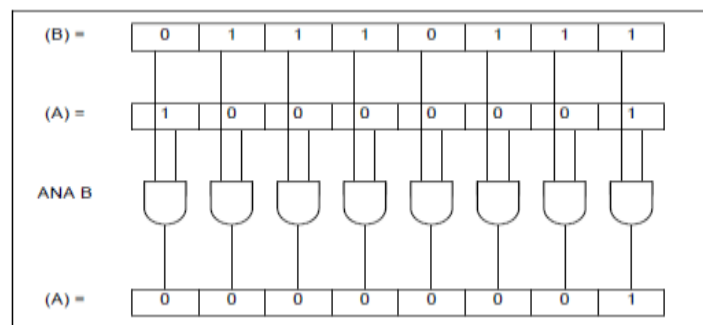 (B) = 0 1 1 1 0 1 1 1
(A) = 1 0 0 0 0 0 0 1
ANA B
(A) = 0 0 0 0 0 0 0 1